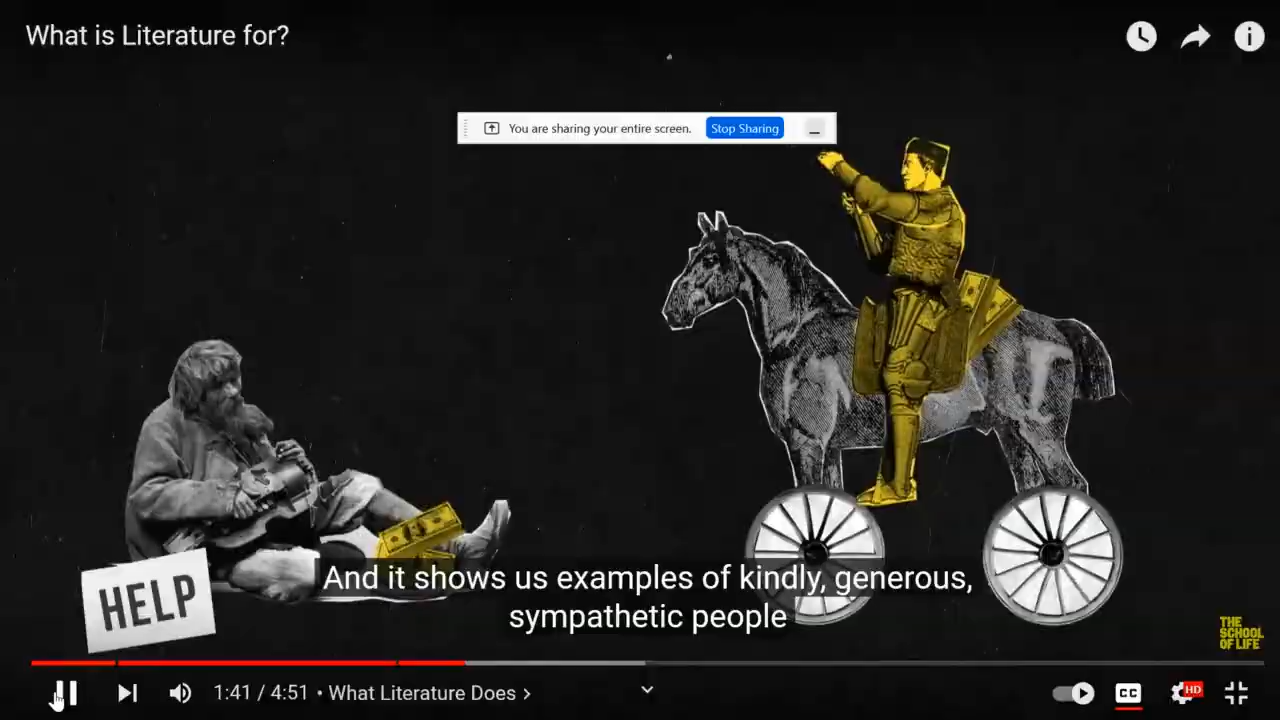 What is Literature for?
You are sharing your entire screen. Stop Sharing
HELP
And it shows us examples of kindly, generous,
sympathetic people
THE
SCHOOL
OF LIFE
1:41 / 4:51 • What Literature Does
CC
HD